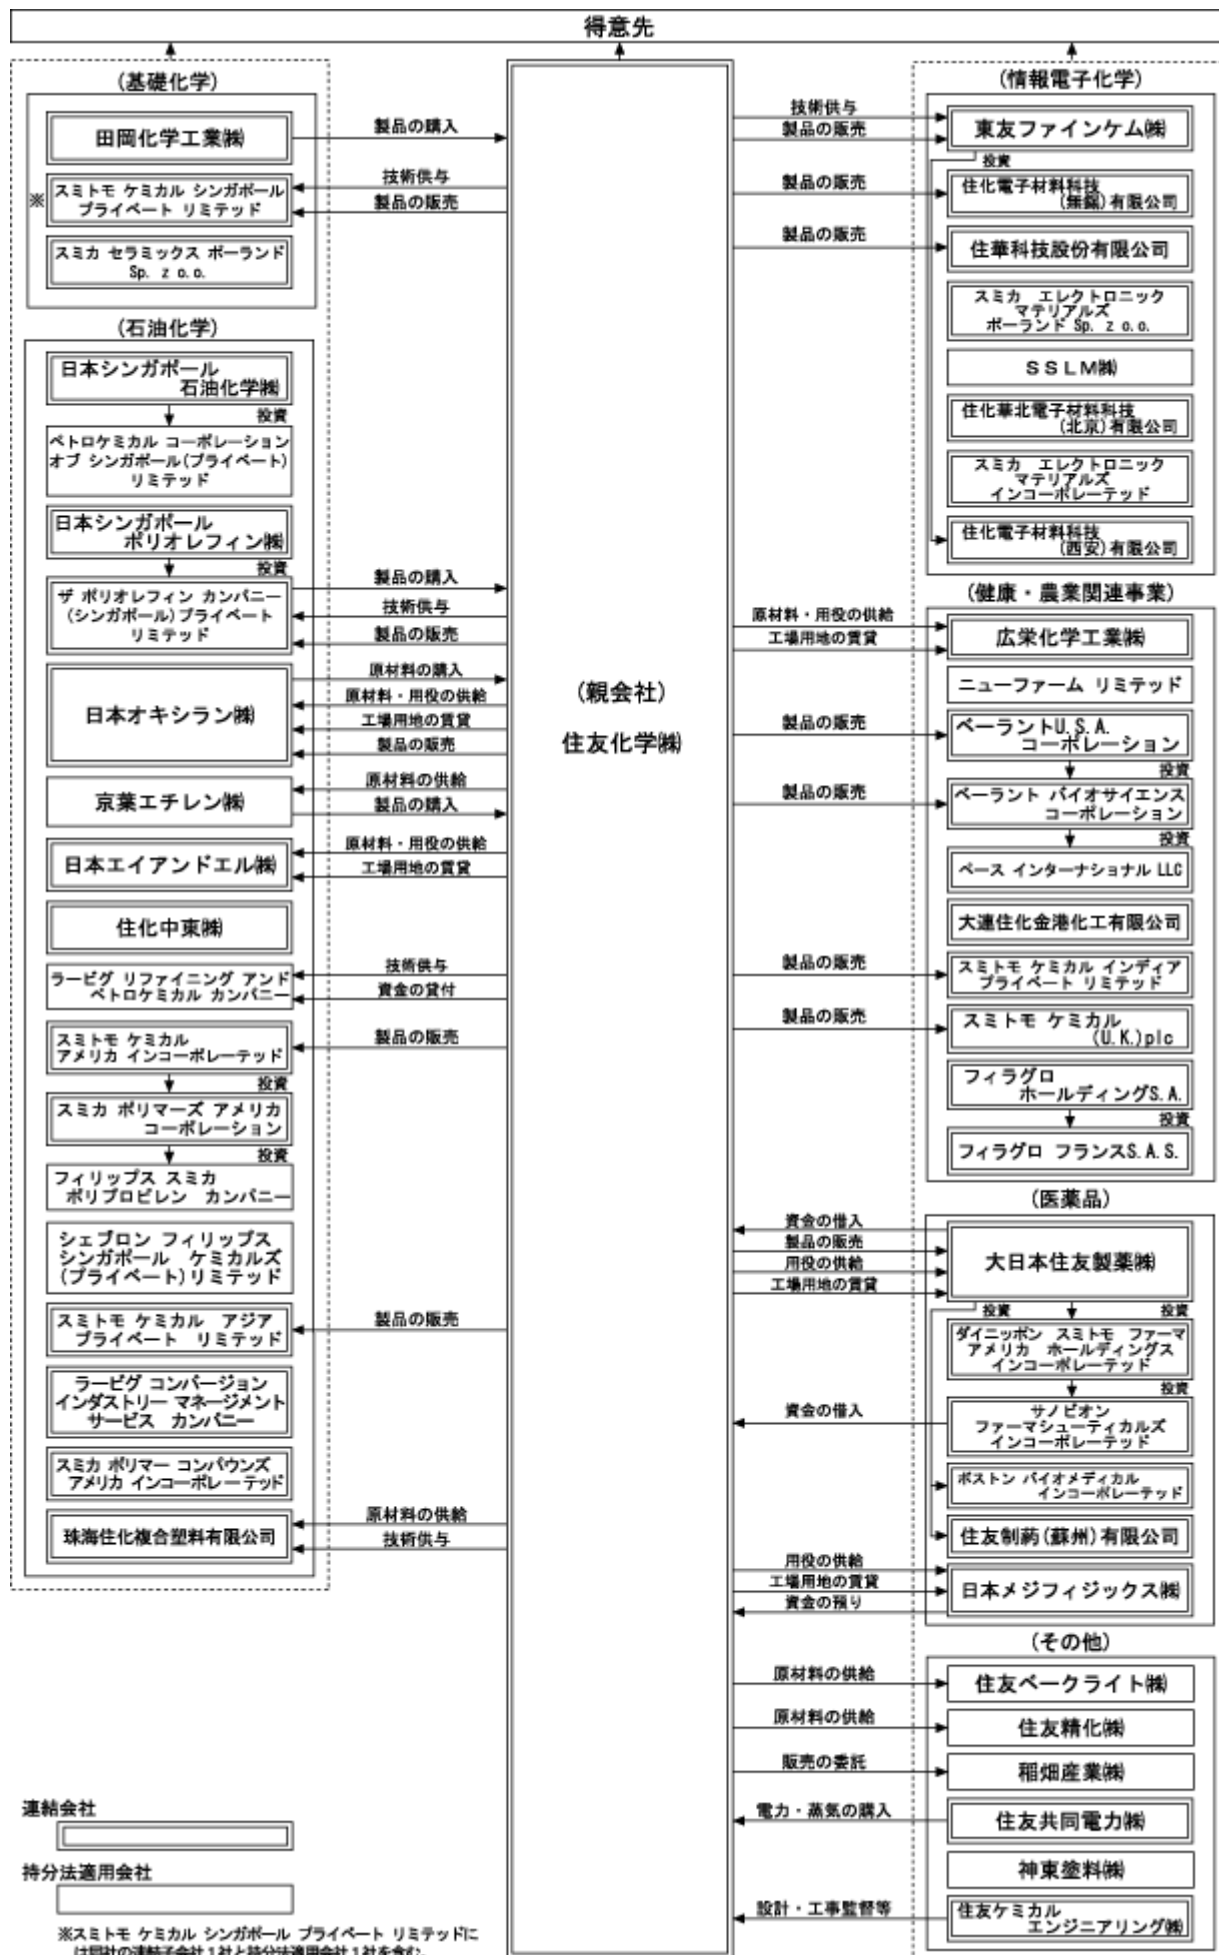 得意先
(基礎化学)
田岡化学工業㈱
製品の購入
※
スミトモ ケミカル シンガポール
プライベート リミテッド
技術供与
製品の販売
スミカ セラミックス ポーランド
Sp. z o.o.
(石油化学)
日本シンガポール
石油化学㈱
投資
ペトロケミカル コーポレーション
オブ シンガポール(プライベート)
リミテッド
日本シンガポール
ポリオレフィン㈱
投資
ザ ポリオレフィン カンパニー
(シンガポール)プライベート
リミテッド
製品の購入
技術供与
製品の販売
日本オキシラン㈱
原材料の購入
原材料・用役の供給
工場用地の賃貸
製品の販売
京葉エチレン㈱
原材料の供給
製品の購入
日本エイアンドエル㈱
原材料・用役の供給
工場用地の賃貸
住化中東㈱
ラービグ リファイニング アンド
ペトロケミカル カンパニー
技術供与
資金の貸付
スミトモ ケミカル
アメリカ インコーポレーテッド
製品の販売
投資
スミカ ポリマーズ アメリカ
コーポレーション
投資
フィリップス スミカ
ポリプロピレン カンパニー
シェブロン フィリップス
シンガポール ケミカルズ
(プライベート)リミテッド
スミトモ ケミカル アジア
プライベート リミテッド
製品の販売
ラービグ コンバージョン
インダストリー マネージメント
サービス カンパニー
スミカ ポリマー コンパウンズ
アメリカ インコーポレーテッド
珠海住化複合塑料有限公司
原材料の供給
技術供与
(親会社)
住友化学㈱
(情報電子化学)
技術供与
製品の販売
東友ファインケム㈱
投資
製品の販売
住化電子材料科技
(無錫)有限公司
製品の販売
住華科技股份有限公司
スミカ エレクトロニック
マテリアルズ
ポーランド Sp. z o.o.
SSLM㈱
住化華北電子材料科技
(北京)有限公司
スミカ エレクトロニック
マテリアルズ
インコーポレーテッド
住化電子材料科技
(西安)有限公司
(健康・農業関連事業)
原材料・用役の供給
工場用地の賃貸
広栄化学工業㈱
ニューファーム リミテッド
製品の販売
ベーラントU.S.A.
コーポレーション
投資
製品の販売
ベーラント バイオサイエンス
コーポレーション
投資
ペース インターナショナル LLC
大連住化金港化工有限公司
製品の販売
スミトモ ケミカル インディア
プライベート リミテッド
製品の販売
スミトモ ケミカル
(U.K.)plc
フィラグロ
ホールディングS.A.
投資
フィラグロ フランスS.A.S.
(医薬品)
資金の借入
製品の販売
用役の供給
工場用地の賃貸
大日本住友製薬㈱
投資
投資
ダイニッポン スミトモ ファーマ
アメリカ ホールディングス
インコーポレーテッド
投資
資金の借入
サノビオン
ファーマシューティカルズ
インコーポレーテッド
ボストン バイオメディカル
インコーポレーテッド
住友制葯(蘇州)有限公司
用役の供給
工場用地の賃貸
資金の預り
日本メジフィジックス㈱
(その他)
原材料の供給
住友ベークライト㈱
原材料の供給
住友精化㈱
販売の委託
稲畑産業㈱
電力・蒸気の購入
住友共同電力㈱
神東塗料㈱
設計・工事監督等
住友ケミカル
エンジニアリング㈱
連結会社
持分法適用会社
※スミトモ ケミカル シンガポール プライベート リミテッドに
は同社の連結子会社1社と持分法適用会社1社を含む。